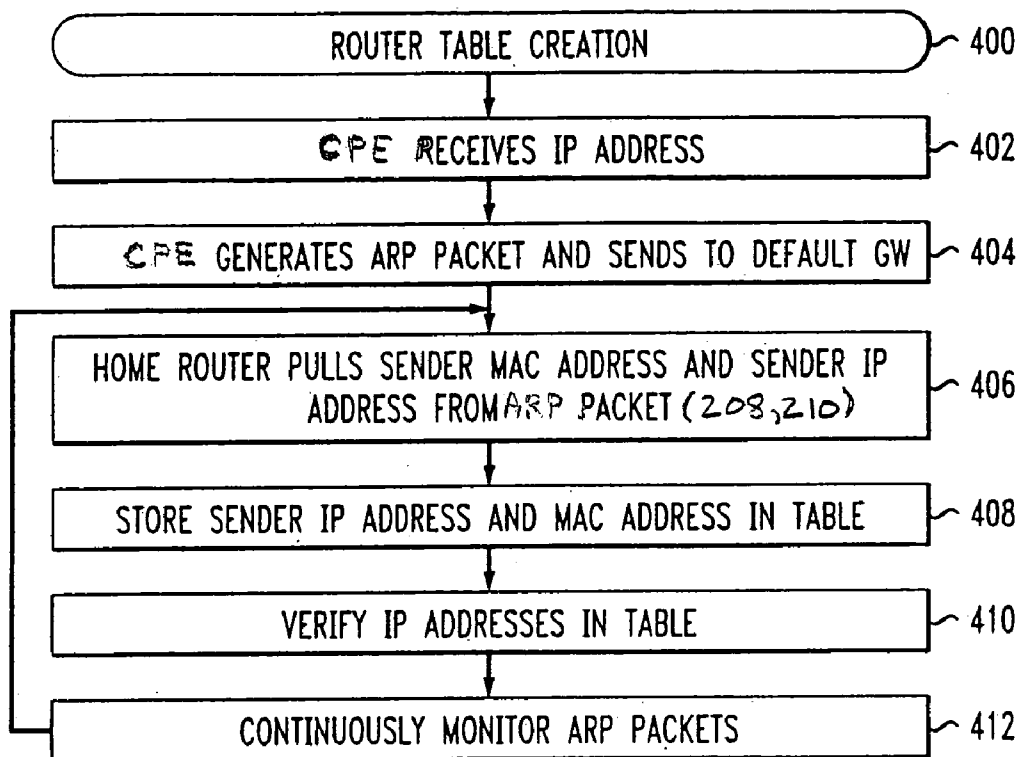 ROUTER TABLE CREATION
400
CPE RECEIVES IP ADDRESS
402
CPE GENERATES ARP PACKET AND SENDS TO DEFAULT GW
404
HOME ROUTER PULLS SENDER MAC ADDRESS AND SENDER IP
ADDRESS FROM ARP PACKET (208,210)
406
STORE SENDER IP ADDRESS AND MAC ADDRESS IN TABLE
408
VERIFY IP ADDRESSES IN TABLE
410
CONTINUOUSLY MONITOR ARP PACKETS
412